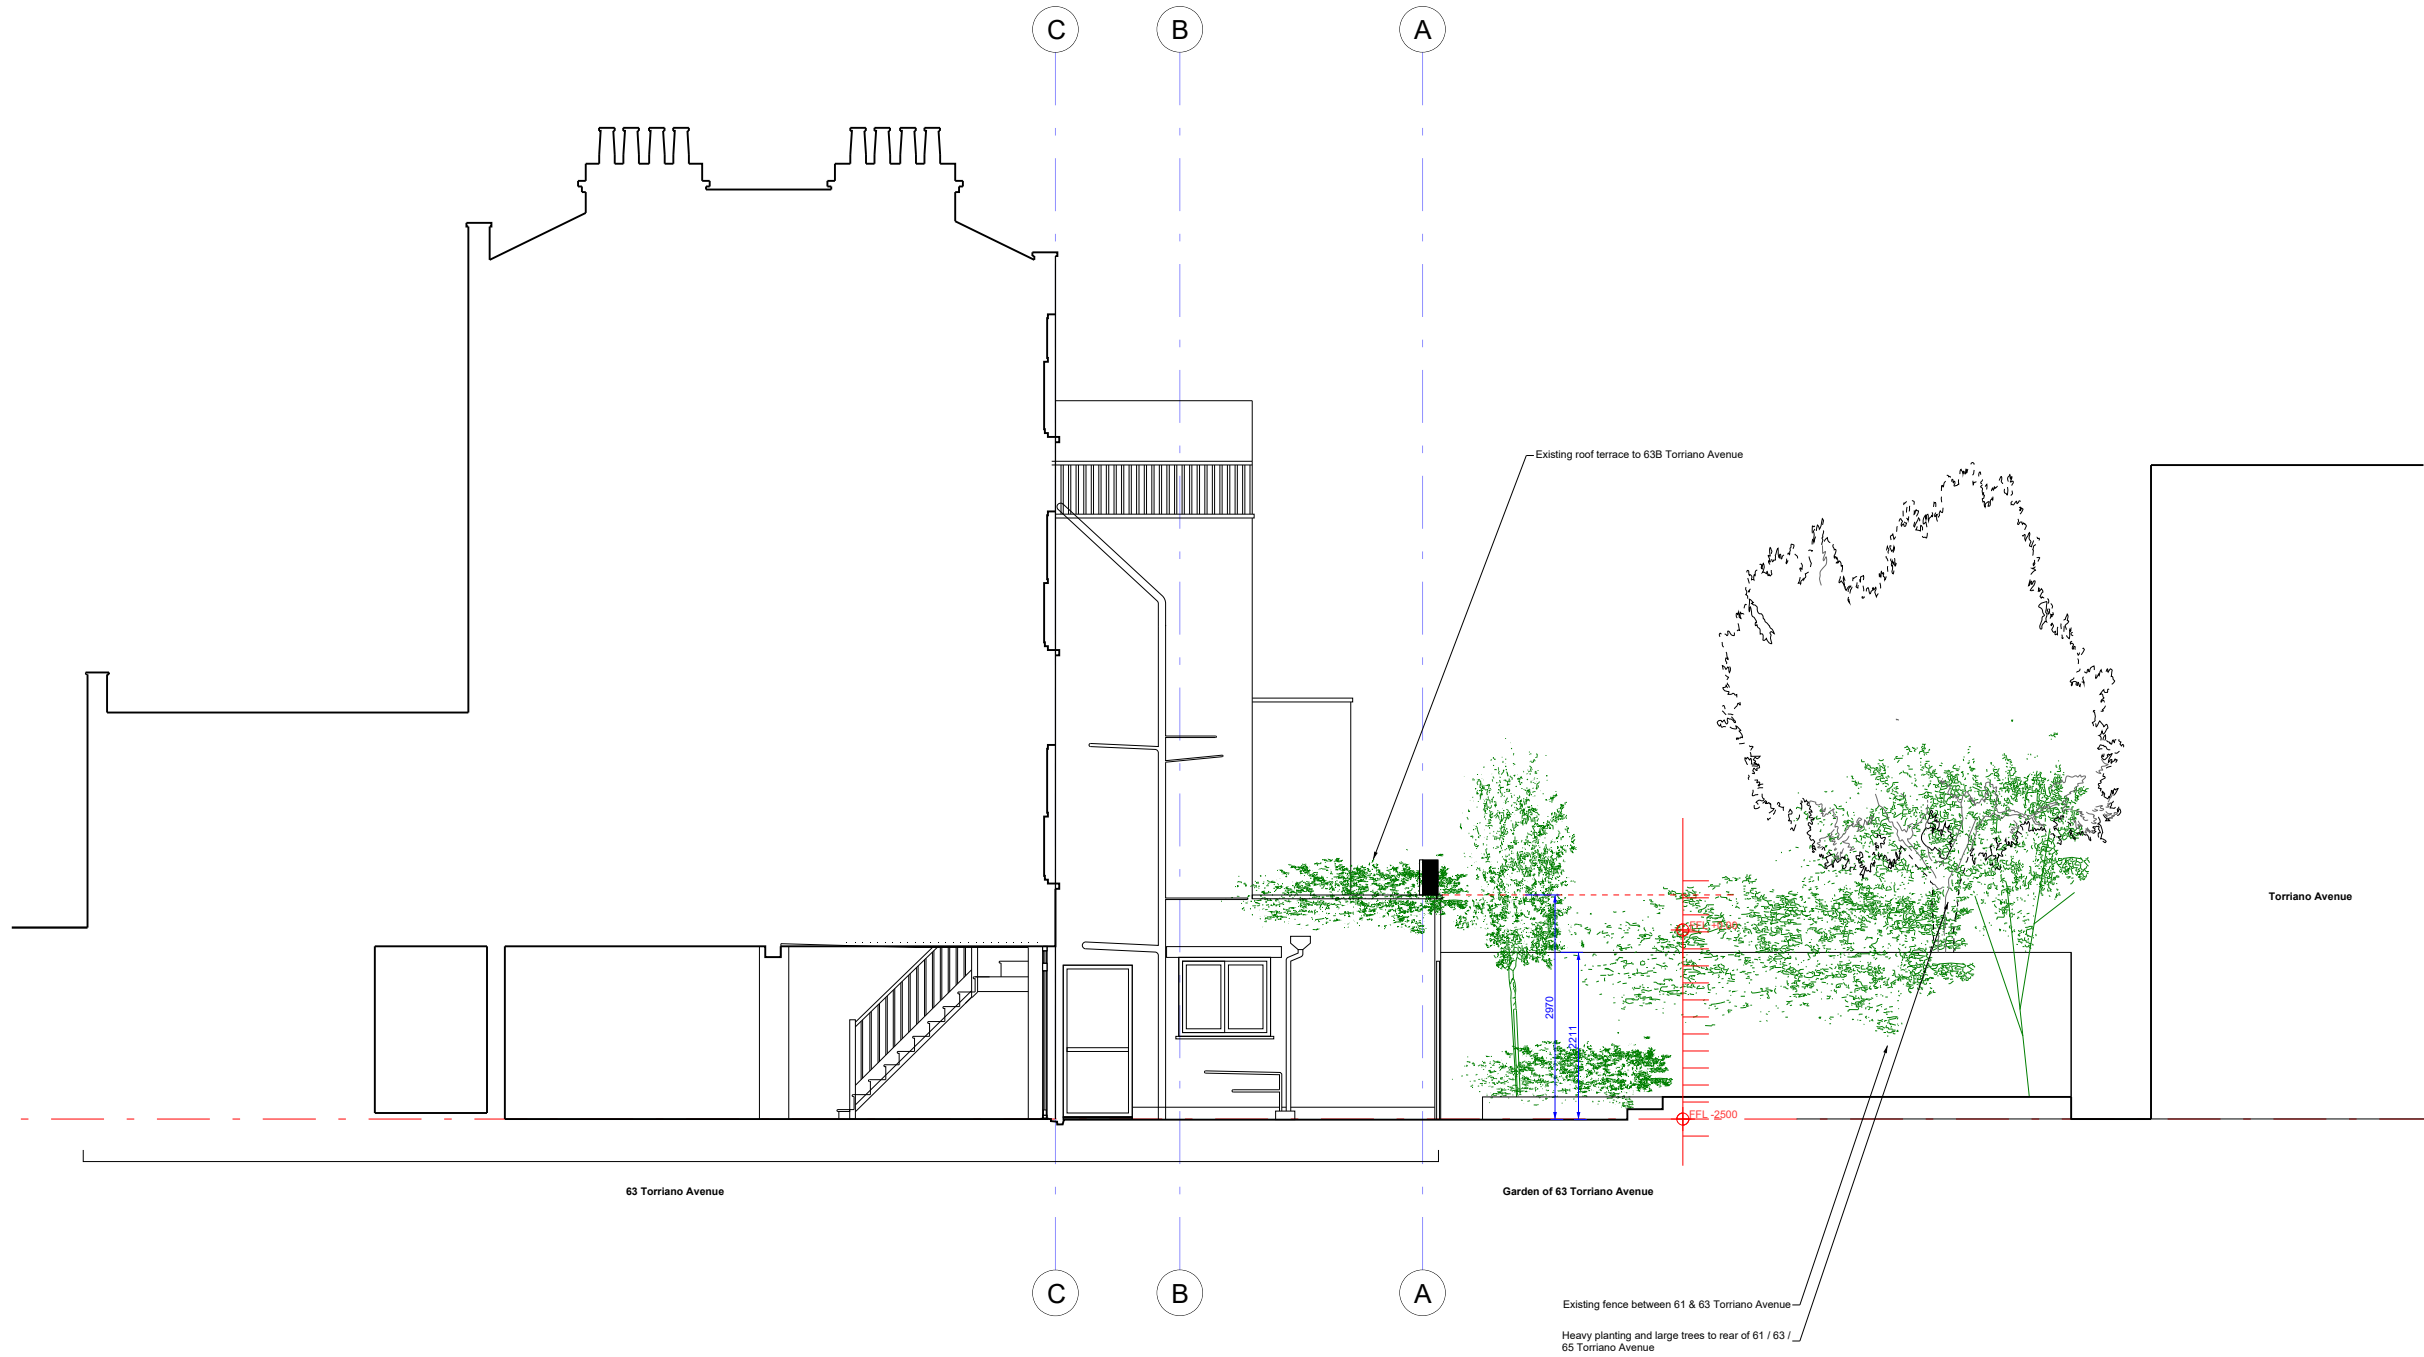 C
B
A
Existing roof terrace to 63B Torriano Avenue
Torriano Avenue
2970
2211
FFL -2500
63 Torriano Avenue
Garden of 63 Torriano Avenue
C
B
A
Existing fence between 61 & 63 Torriano Avenue
Heavy planting and large trees to rear of 61 / 63 /
65 Torriano Avenue